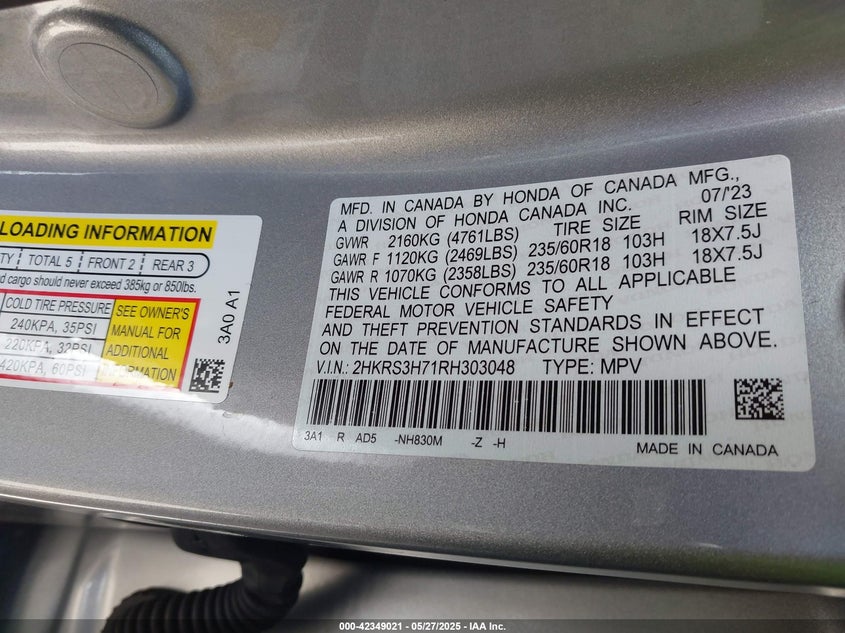 LOADING INFORMATION
TY TOTAL 5 FRONT 2 REAR 3
d cargo should never exceed 385kg or 850lbs.
COLD TIRE PRESSURE
240KPA, 35PSI
220KPA, 32PSI
420KPA, 60PSI
SEE OWNER'S
MANUAL FOR
ADDITIONAL
INFORMATION
3A0 A1
MFD. IN CANADA BY HONDA OF CANADA MFG.,
A DIVISION OF HONDA CANADA INC. 07/'23
GVWR 2160KG (4761LBS) TIRE SIZE RIM SIZE
GAWR F 1120KG (2469LBS) 235/60R18 103H 18X7.5J
GAWR R 1070KG (2358LBS) 235/60R18 103H 18X7.5J
THIS VEHICLE CONFORMS TO ALL APPLICABLE
FEDERAL MOTOR VEHICLE SAFETY
AND THEFT PREVENTION STANDARDS IN EFFECT
ON THE DATE OF MANUFACTURE SHOWN ABOVE.
V.I.N.: 2HKRS3H71RH303048 TYPE: MPV
3A1 R AD5 -NH830M -Z -H
MADE IN CANADA
000-42349021 - 05/27/2025 - IAA Inc.